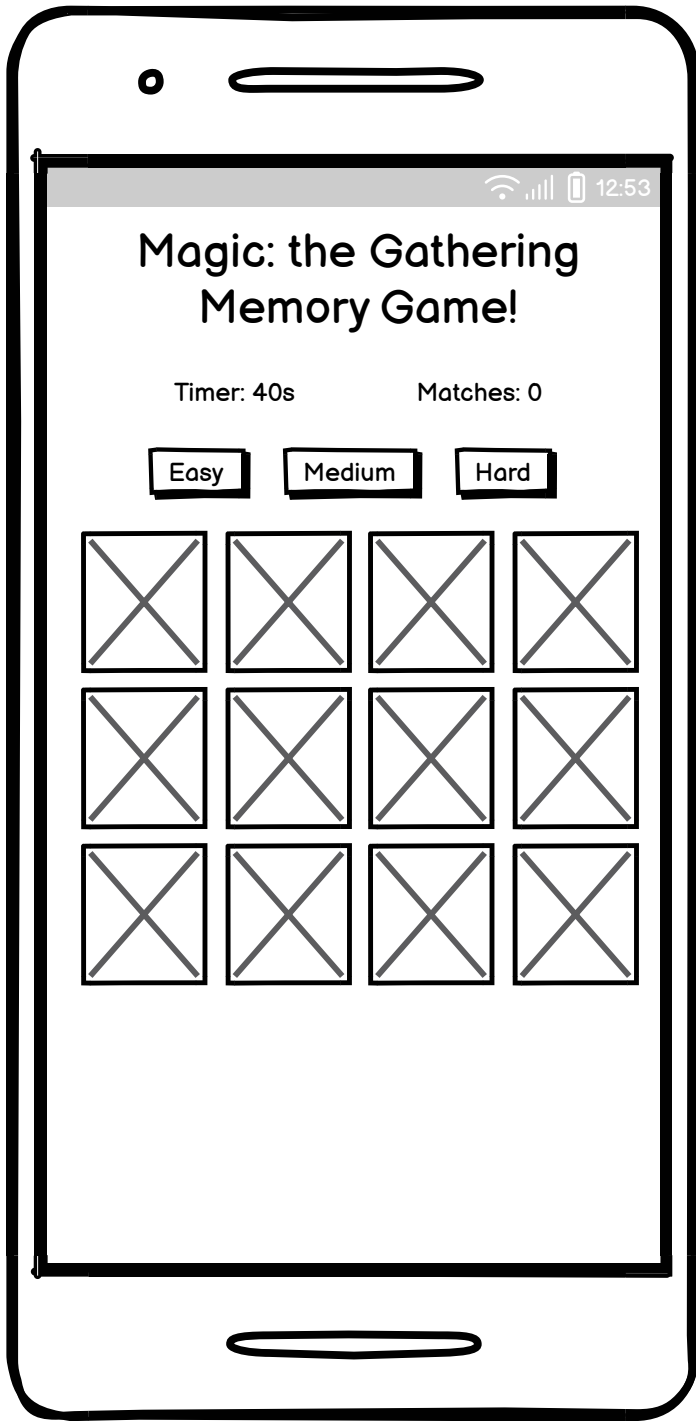 12:53
Magic: the Gathering
Memory Game!
Timer: 40s Matches: 0
Easy Medium Hard